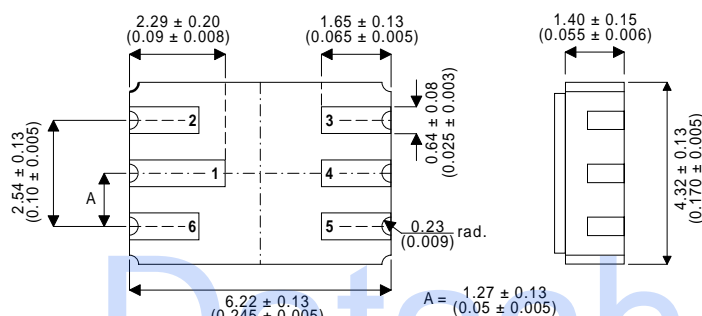 2.29 ± 0.20
(0.09 ± 0.008)
1.65 ± 0.13
(0.065 ± 0.005)
1.40 ± 0.15
(0.055 ± 0.006)
2
3
0.64 ± 0.08
(0.025 ± 0.003)
2.54 ± 0.13
(0.10 ± 0.005)
1
4
4.32 ± 0.13
(0.170 ± 0.005)
A
6
5
0.23
(0.009)
rad.
6.22 ± 0.13
(0.245 ± 0.005)
A = 1.27 ± 0.13
(0.05 ± 0.005)